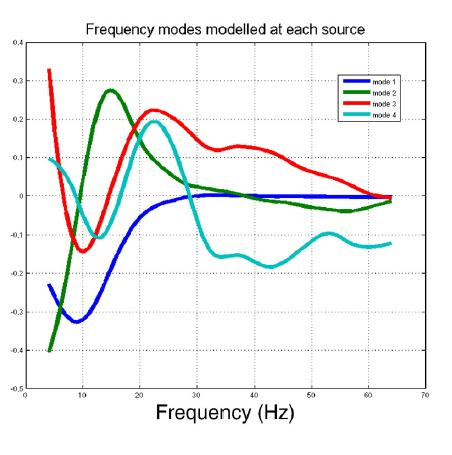 Frequency modes modelled at each source
0.4
0.3
0.2
0.1
0
-0.1
-0.2
-0.3
-0.4
-0.5
mode 1
mode 2
mode 3
mode 4
0 10 20 30 40 50 60 70
Frequency (Hz)